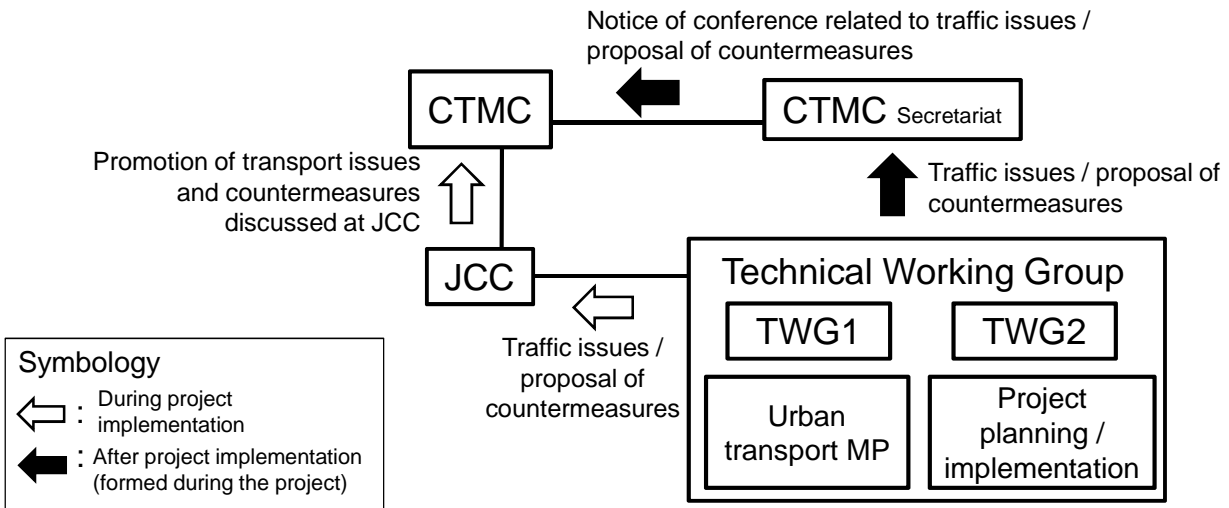 Notice of conference related to traffic issues /
proposal of countermeasures
CTMC
CTMC Secretariat
Promotion of transport issues
and countermeasures
discussed at JCC
Traffic issues / proposal of
countermeasures
JCC
Technical Working Group
TWG1
TWG2
Traffic issues /
proposal of
countermeasures
Urban
transport MP
Project
planning /
implementation
Symbology
: During project
implementation
: After project implementation
(formed during the project)